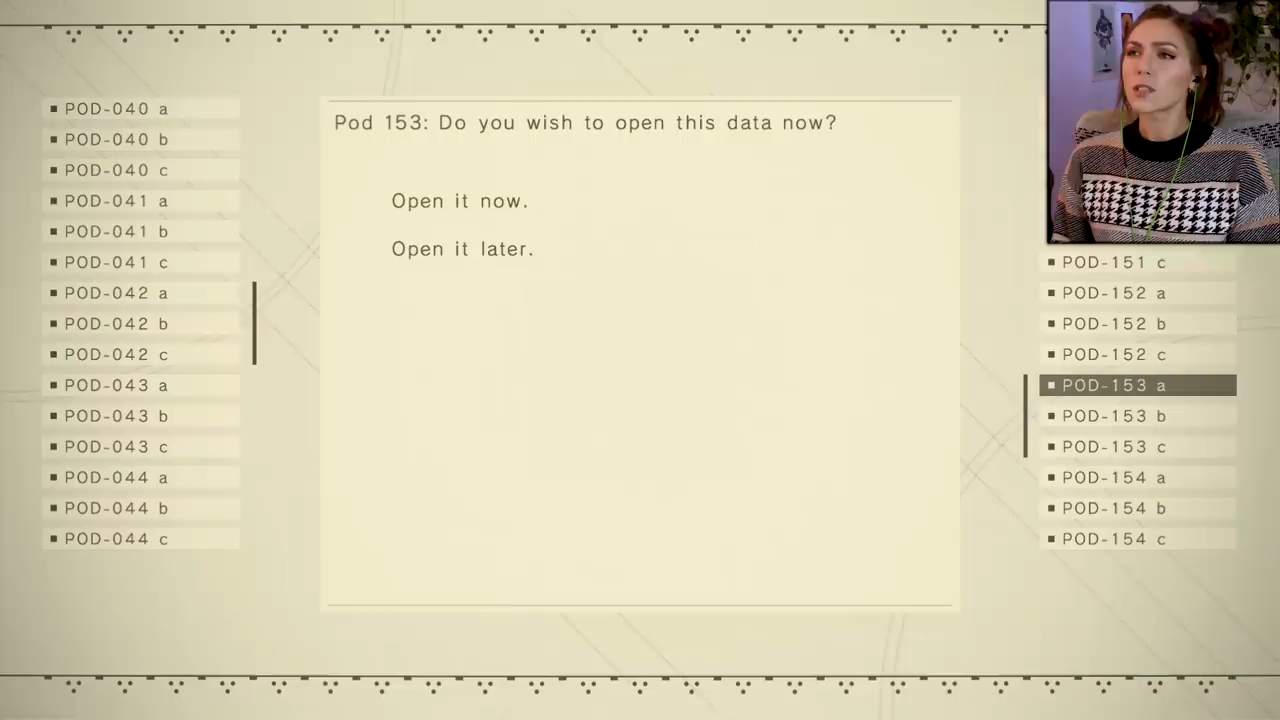 POD-040 a
POD-040 b
POD-040 c
POD-041 a
POD-041 b
POD-041 c
POD-042 a
POD-042 b
POD-042 c
POD-043 a
POD-043 b
POD-043 c
POD-044 a
POD-044 b
POD-044 c
Pod 153: Do you wish to open this data now?
Open it now.
Open it later.
POD-151 c
POD-152 a
POD-152 b
POD-152 c
POD-153 a
POD-153 b
POD-153 c
POD-154 a
POD-154 b
POD-154 c